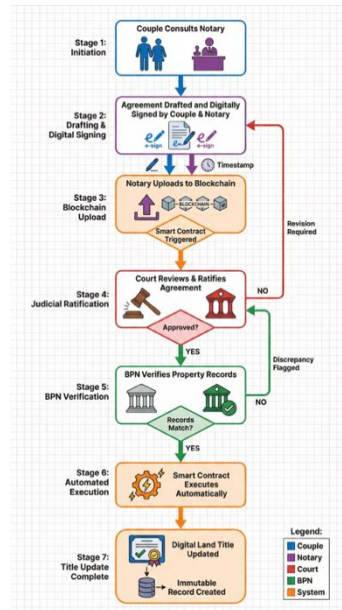 Couple Consults Notary
Stage 1:
Initiation
Stage 2:
Drafting &
Digital Signing
Agreement Drafted and Digitally
Signed by Couple & Notary
e-sign
e-sign
Timestamp
Stage 3:
Blockchain
Upload
Notary Uploads to Blockchain
BLOCKCHAIN
Smart Contract
Triggered
Revision
Required
Stage 4:
Judicial Ratification
Court Reviews & Ratifies
Agreement
NO
Approved?
YES
Discrepancy
Flagged
Stage 5:
BPN Verification
BPN Verifies Property Records
NO
Records
Match?
YES
Stage 6:
Automated
Execution
Smart Contract
Executes
Automatically
Stage 7:
Title Update
Complete
Digital Land Title
Updated
Immutable
Record Created
Legend:
Couple
Notary
Court
BPN
System